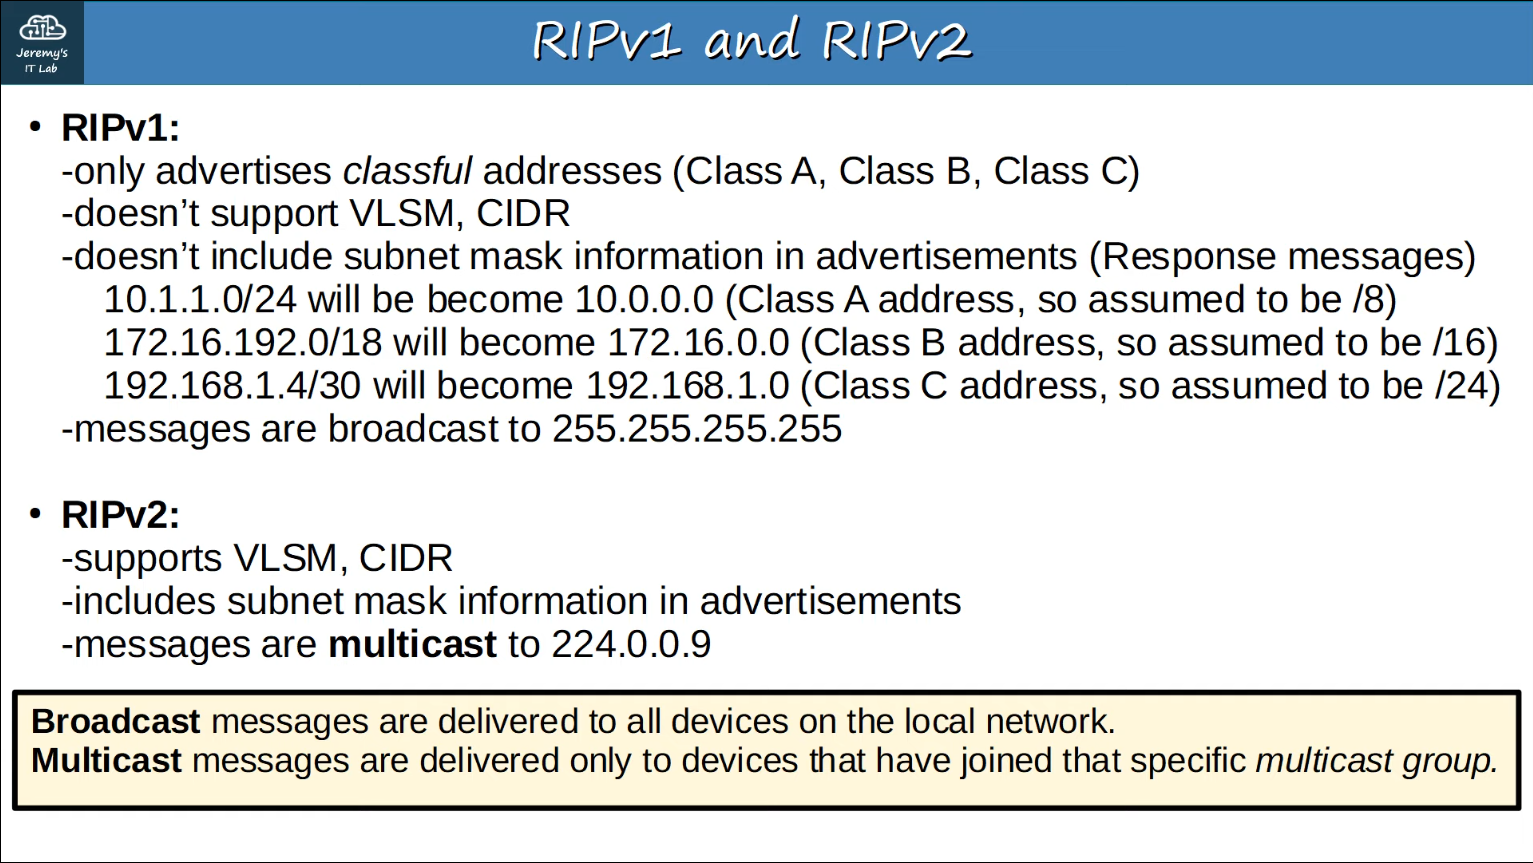 Jeremy's
IT Lab
RIPv1 and RIPv2
• RIPv1:
-only advertises classful addresses (Class A, Class B, Class C)
-doesn’t support VLSM, CIDR
-doesn’t include subnet mask information in advertisements (Response messages)
10.1.1.0/24 will be become 10.0.0.0 (Class A address, so assumed to be /8)
172.16.192.0/18 will become 172.16.0.0 (Class B address, so assumed to be /16)
192.168.1.4/30 will become 192.168.1.0 (Class C address, so assumed to be /24)
-messages are broadcast to 255.255.255.255
• RIPv2:
-supports VLSM, CIDR
-includes subnet mask information in advertisements
-messages are multicast to 224.0.0.9
Broadcast messages are delivered to all devices on the local network.
Multicast messages are delivered only to devices that have joined that specific multicast group.